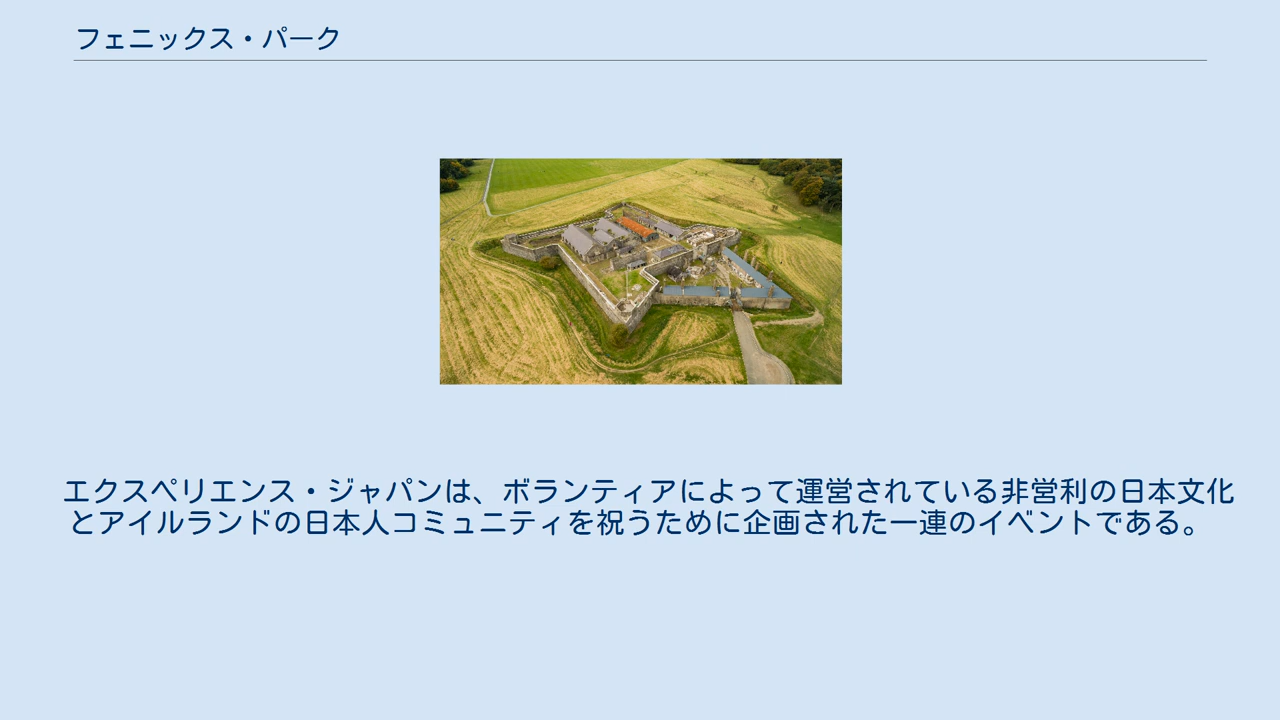 フェニックス・パーク
エクスペリエンス・ジャパンは、ボランティアによって運営されている非営利の日本文化
とアイルランドの日本人コミュニティを祝うために企画された一連のイベントである。